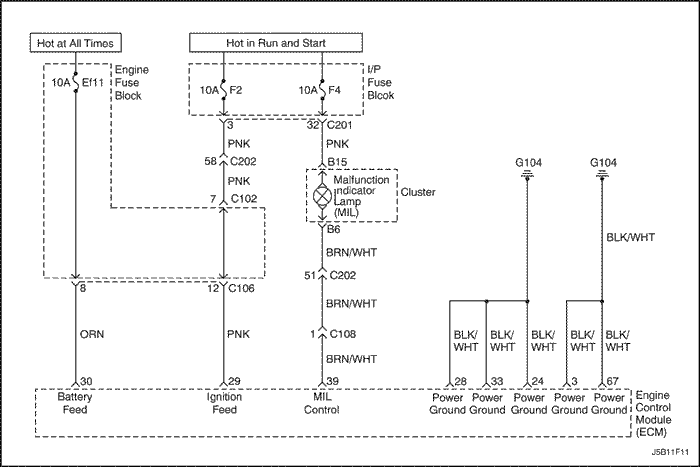 Hot at All Times
Hot in Run and Start
Engine
Fuse
Block
10A Ef11
I/P
Fuse
Blcok
10A F2
10A F4
3
32 C201
PNK
PNK
58 C202
B15
G104
G104
PNK
Malfunction
Indicator
Lamp
(MIL)
Cluster
7 C102
B6
BLK/WHT
BRN/WHT
51 C202
8
12 C106
BRN/WHT
ORN
PNK
1 C108
BLK/
WHT
BLK/
WHT
BLK/
WHT
BLK/
WHT
BLK/
WHT
BRN/WHT
30
29
39
28
33
24
3
67
Battery
Feed
Ignition
Feed
MIL
Control
Power
Ground
Power
Ground
Power
Ground
Power
Ground
Power
Ground
Engine
Control
Module
(ECM)
J5B11F11